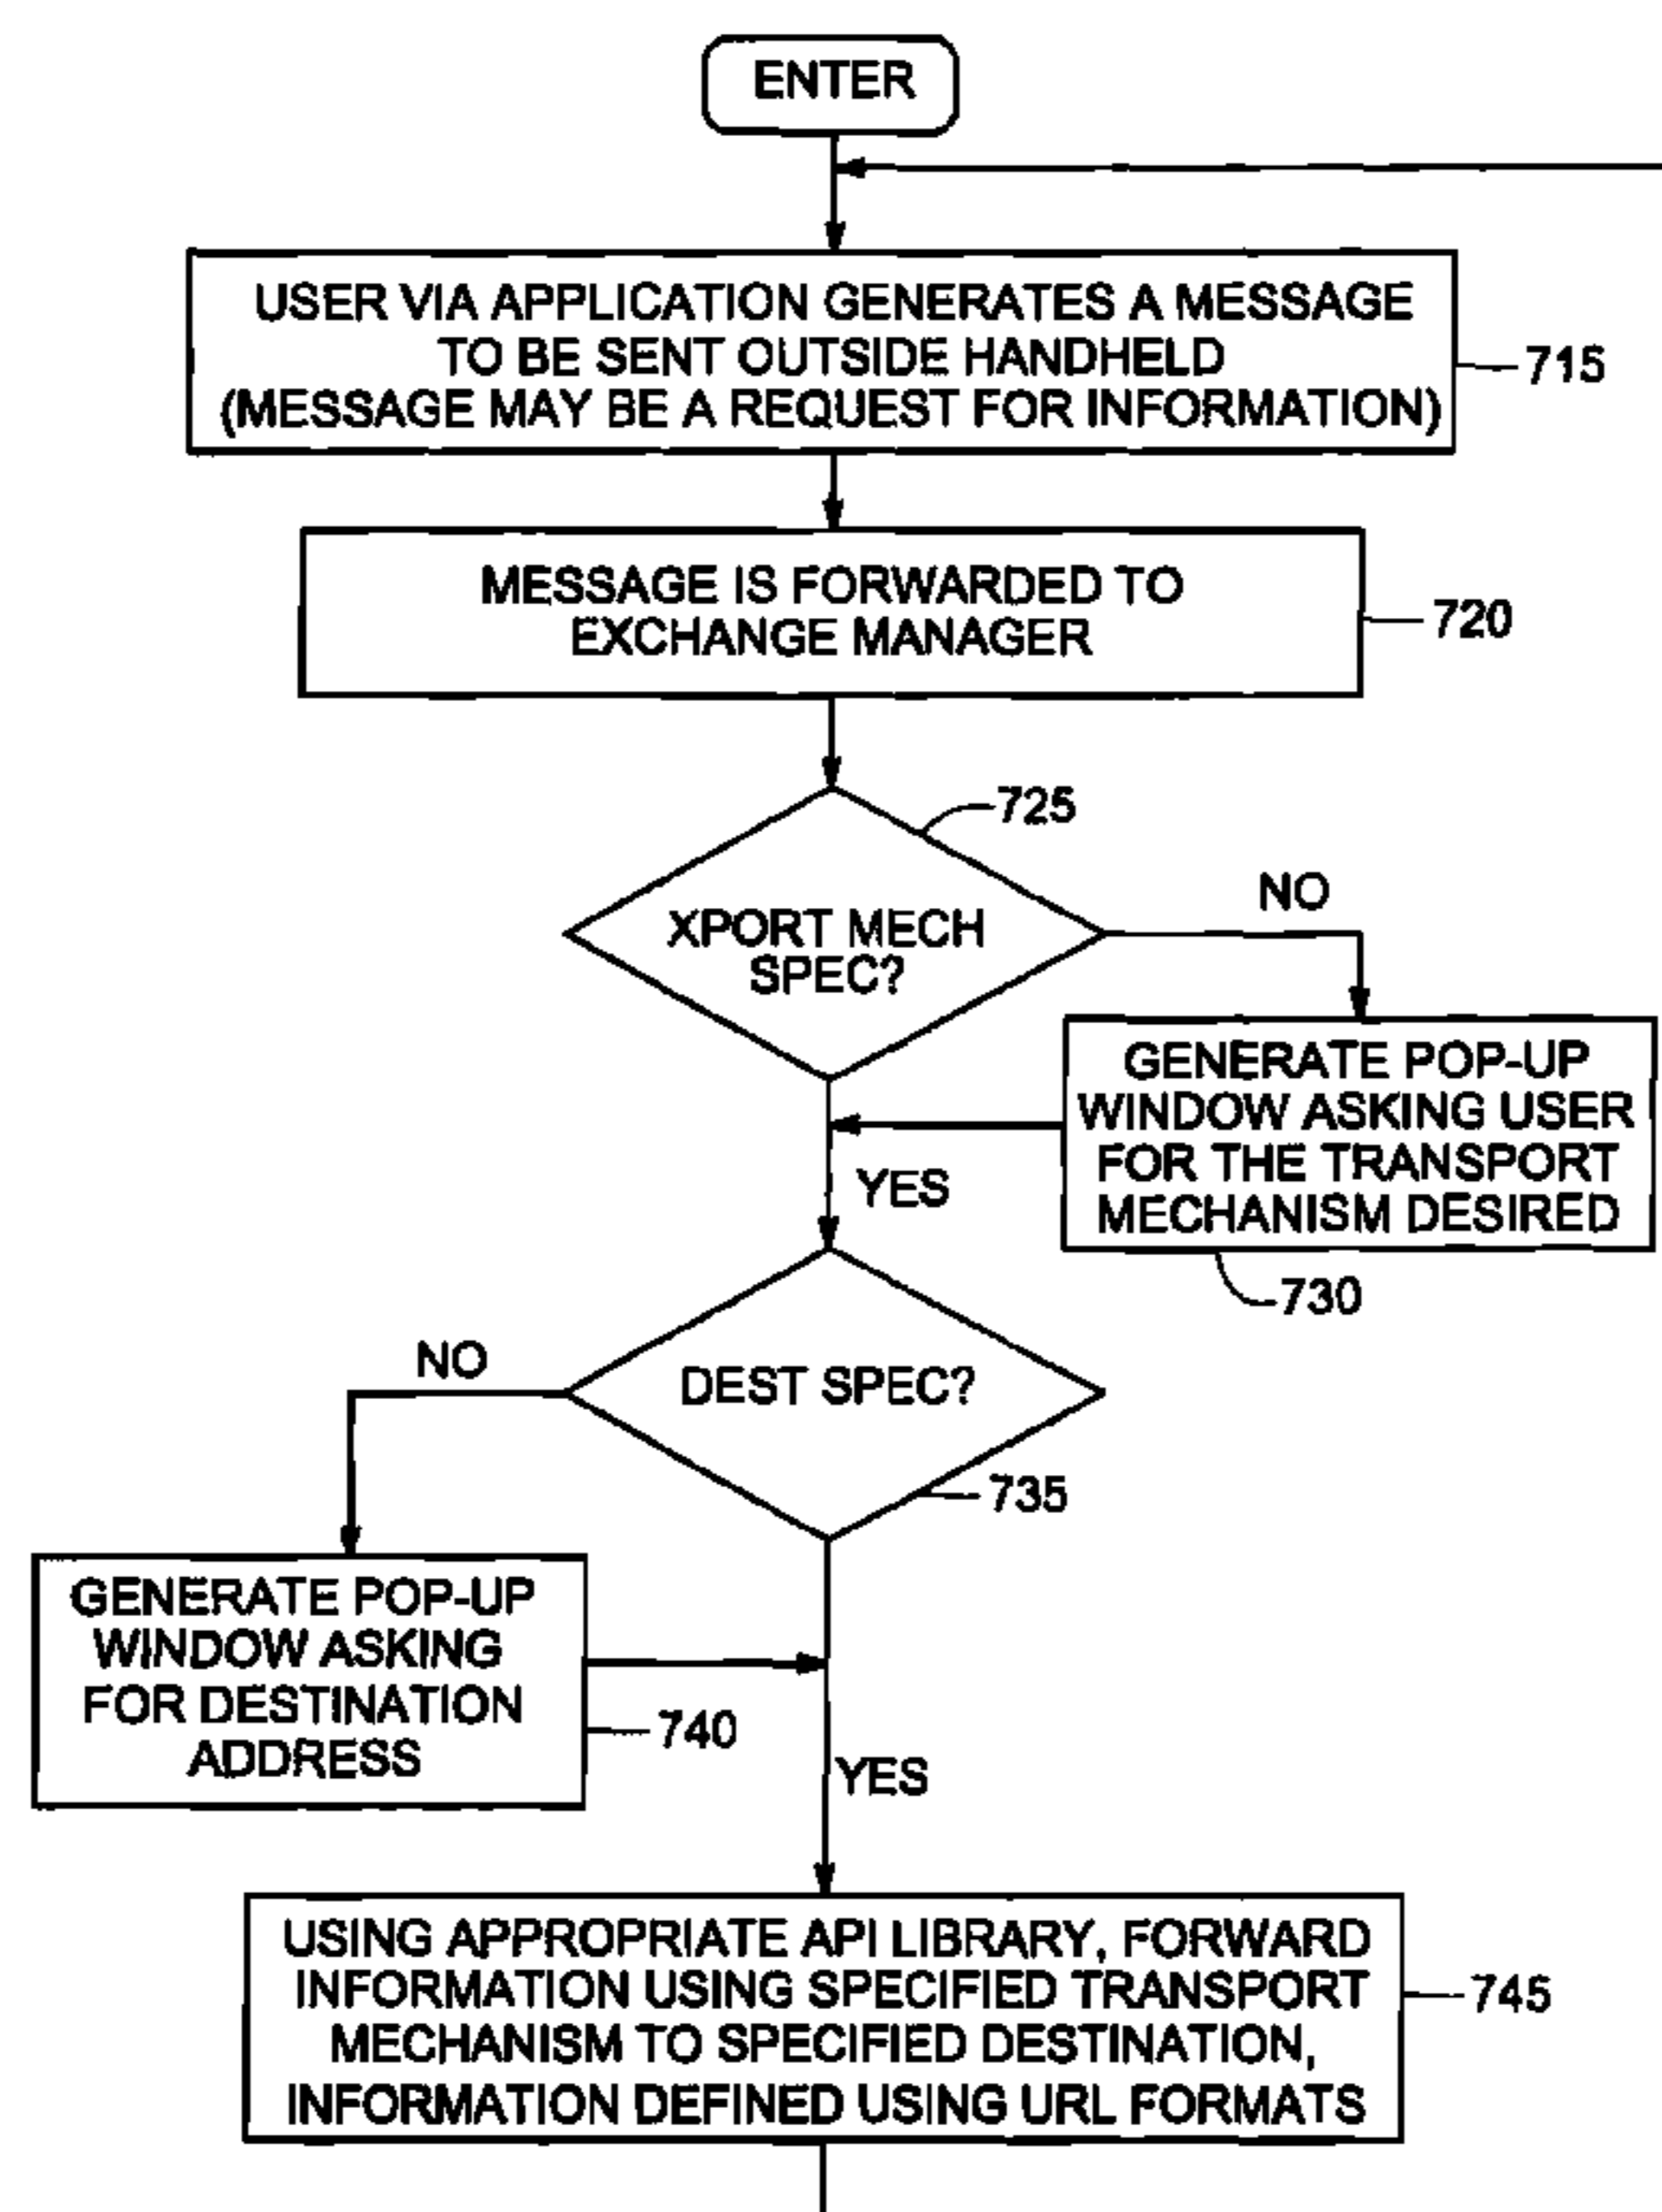 ENTER
USER VIA APPLICATION GENERATES A MESSAGE
TO BE SENT OUTSIDE HANDHELD
(MESSAGE MAY BE A REQUEST FOR INFORMATION)
715
MESSAGE IS FORWARDED TO
EXCHANGE MANAGER
720
725
XPORT MECH
SPEC?
NO
GENERATE POP-UP
WINDOW ASKING USER
FOR THE TRANSPORT
MECHANISM DESIRED
730
YES
DEST SPEC?
735
NO
GENERATE POP-UP
WINDOW ASKING
FOR DESTINATION
ADDRESS
740
YES
USING APPROPRIATE API LIBRARY, FORWARD
INFORMATION USING SPECIFIED TRANSPORT
MECHANISM TO SPECIFIED DESTINATION,
INFORMATION DEFINED USING URL FORMATS
745